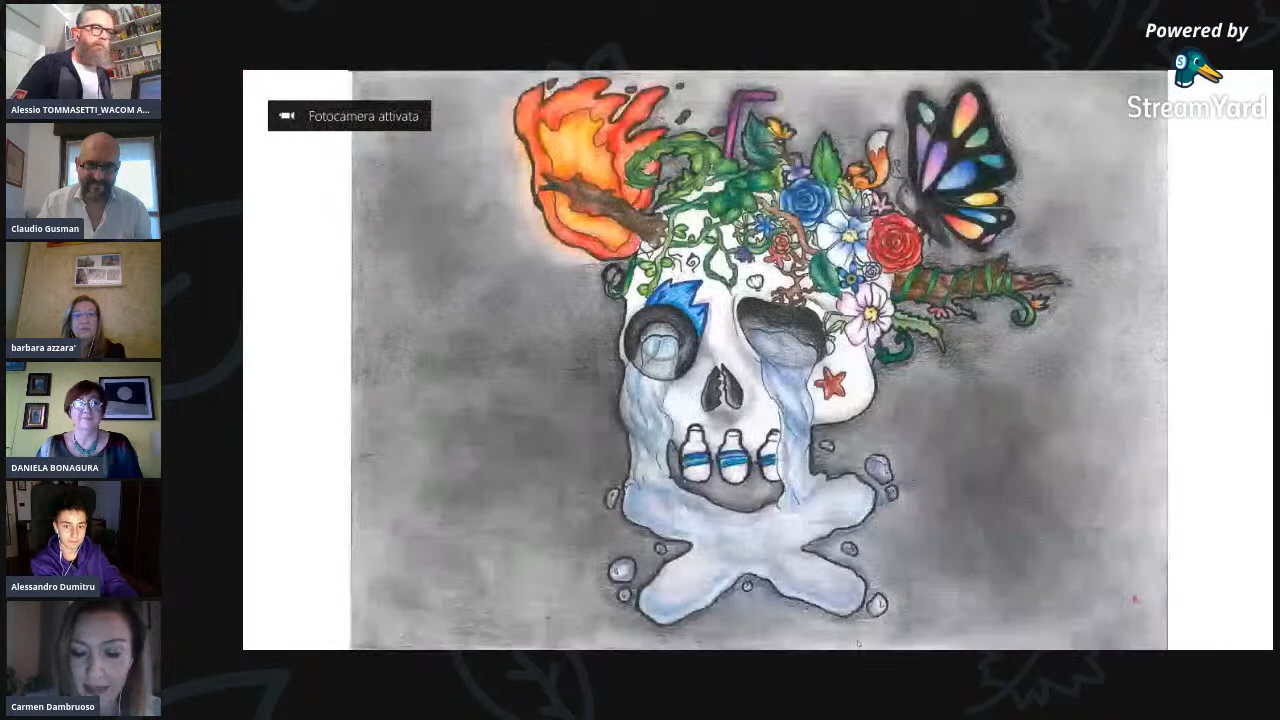 Alessio TOMMASETTI_WACOM A...
Claudio Gusman
barbara azzara'
DANIELA BONAGURA
Alessandro Dumitru
Carmen Dambruoso
Fotocamera attivata
Powered by
S
StreamYard